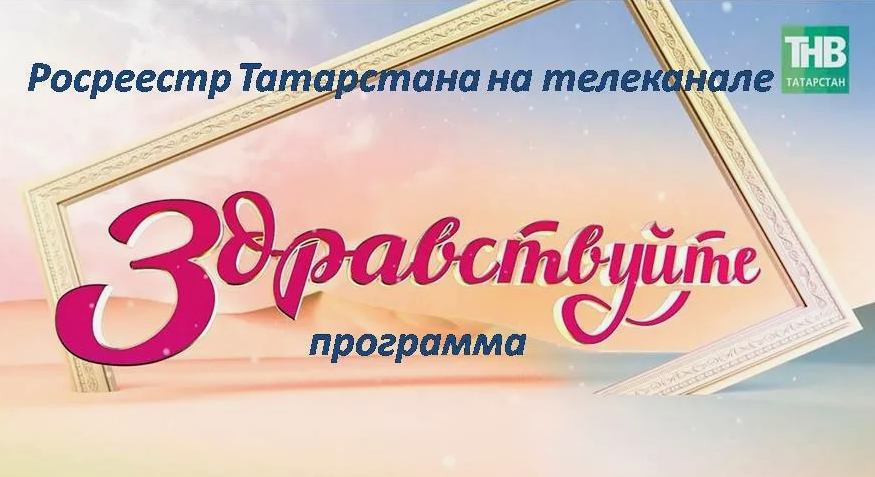 Росреестр Татарстана на телеканале
ТНВ
ТАТАРСТАН
Здравствуйте
программа